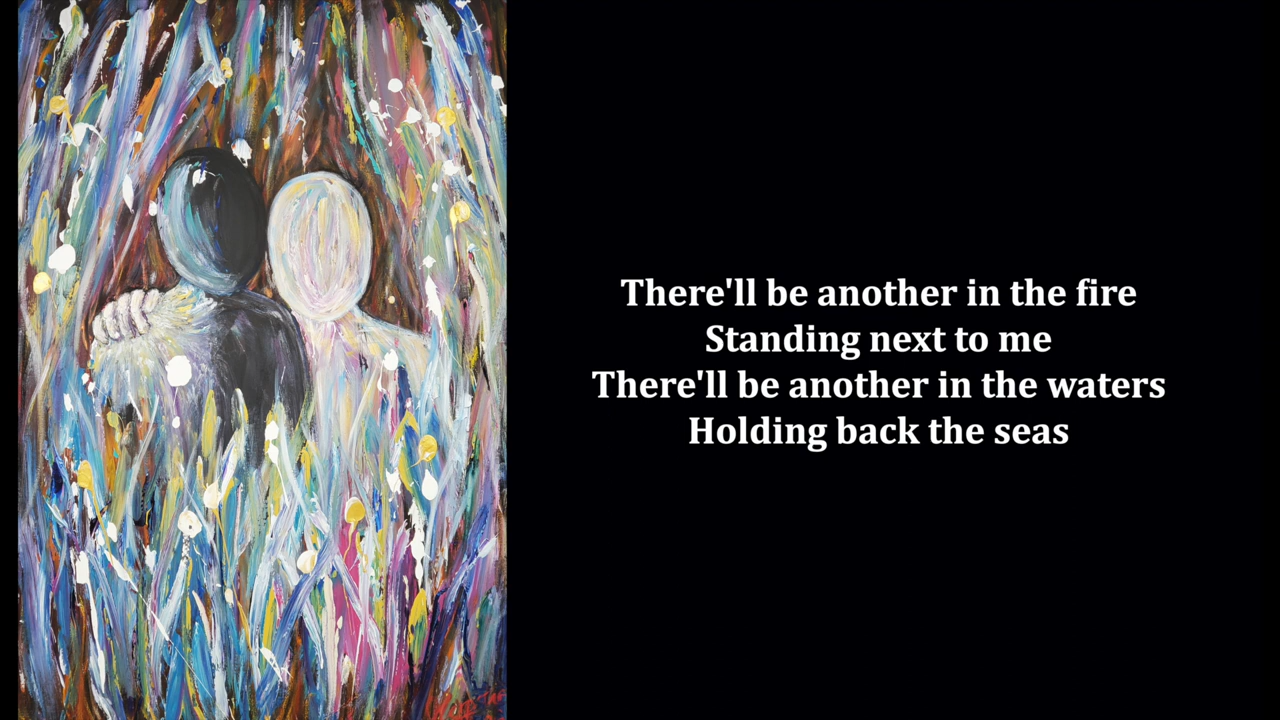 There'll be another in the fire
Standing next to me
There'll be another in the waters
Holding back the seas